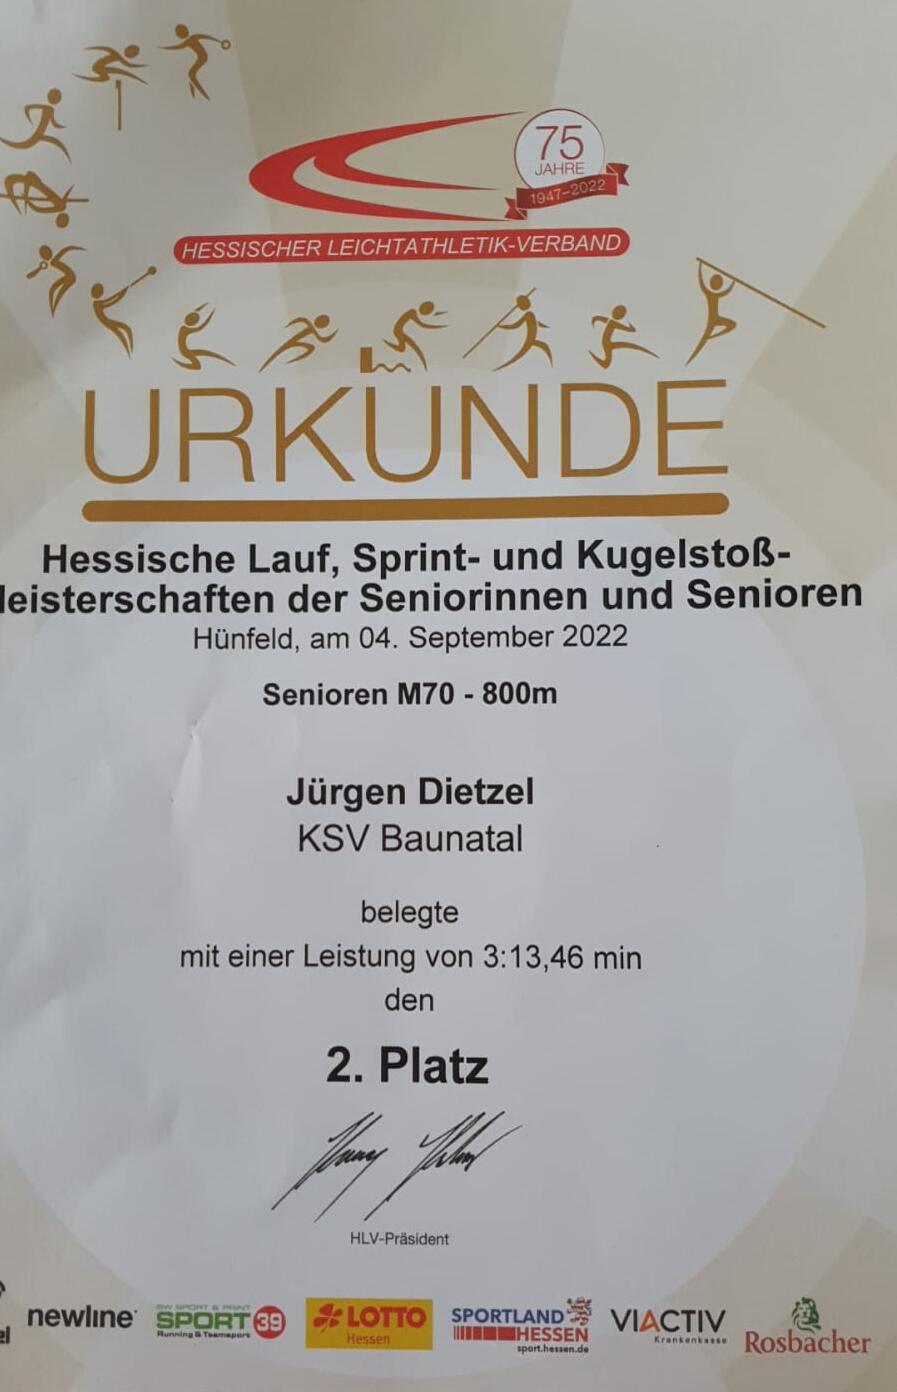 75
JAHRE
1947-2022
HESSISCHER LEICHTATHLETIK-VERBAND
URKUNDE
Hessische Lauf, Sprint- und Kugelstoß-
leisterschaften der Seniorinnen und Senioren
Hünfeld, am 04. September 2022
Senioren M70 - 800m
Jürgen Dietzel
KSV Baunatal
belegte
mit einer Leistung von 3:13,46 min
den
2. Platz
HLV-Präsident
newline
SW SPORT & PRINT
SPORT 39
Running & Teamsport
LOTTO
Hessen
SPORTLAND
HESSEN
sport.hessen.de
VIACTIV
Krankenkasse
Rosbacher